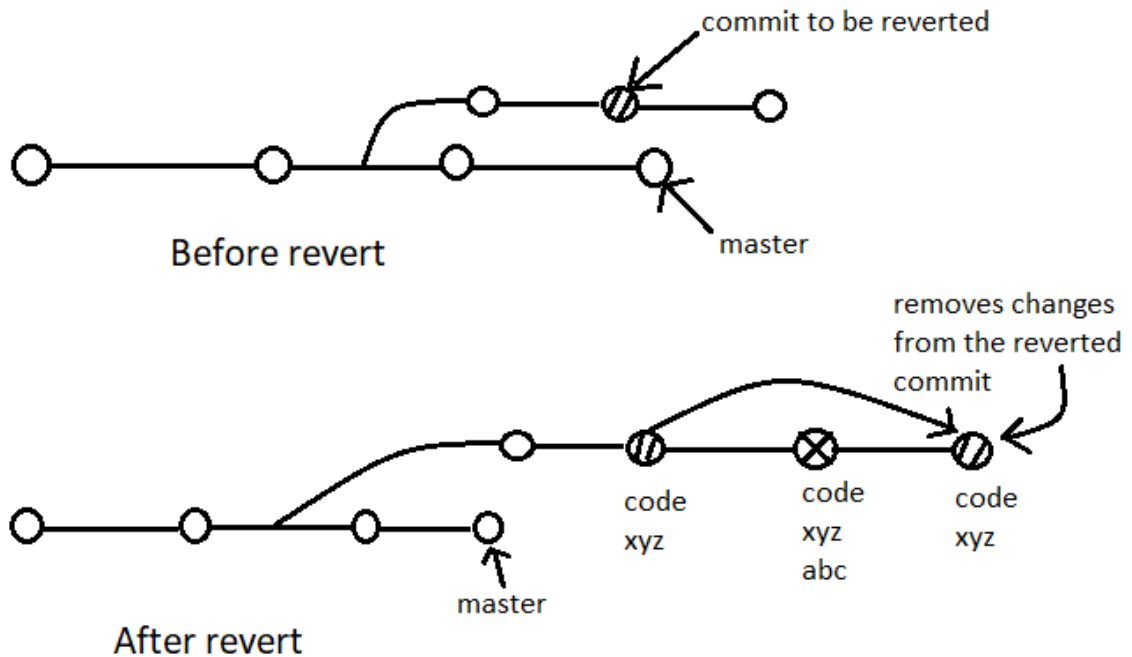 commit to be reverted
master
Before revert
removes changes
from the reverted
commit
code
xyz
code
xyz
abc
code
xyz
master
After revert